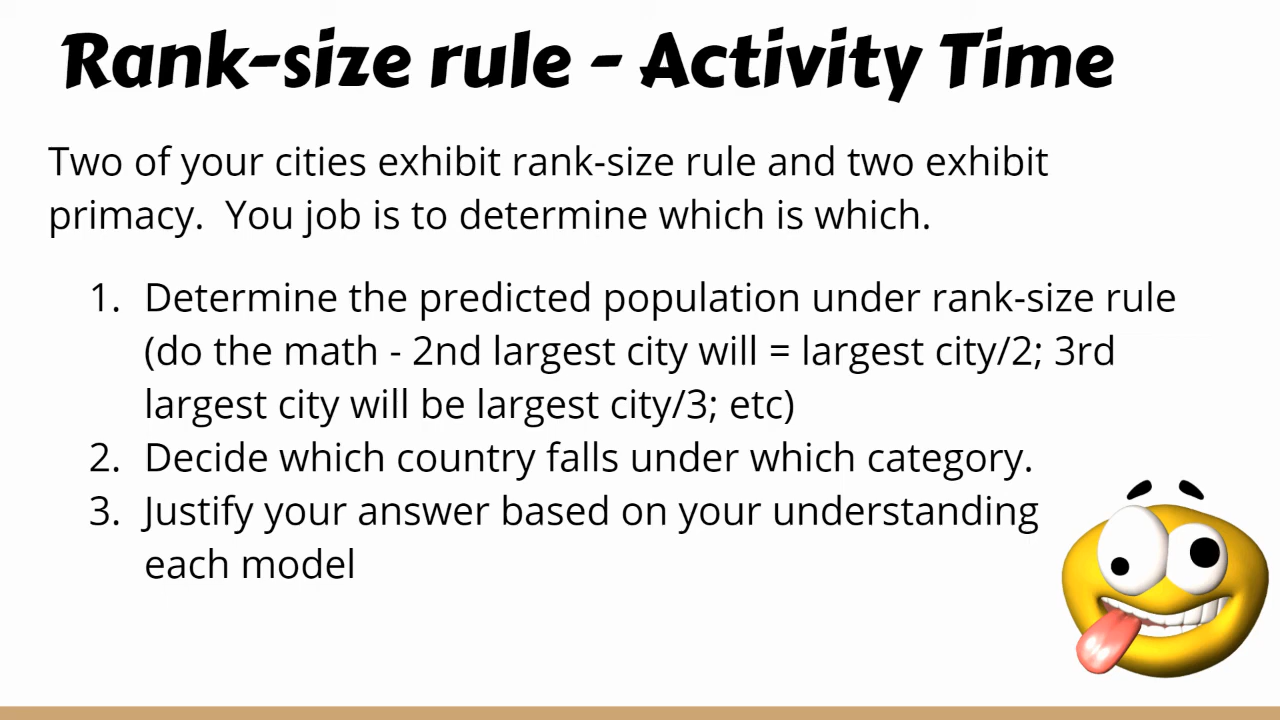 Rank-size rule - Activity Time
Two of your cities exhibit rank-size rule and two exhibit
primacy.  You job is to determine which is which.
1. Determine the predicted population under rank-size rule
(do the math - 2nd largest city will = largest city/2; 3rd
largest city will be largest city/3; etc)
2. Decide which country falls under which category.
3. Justify your answer based on your understanding
each model